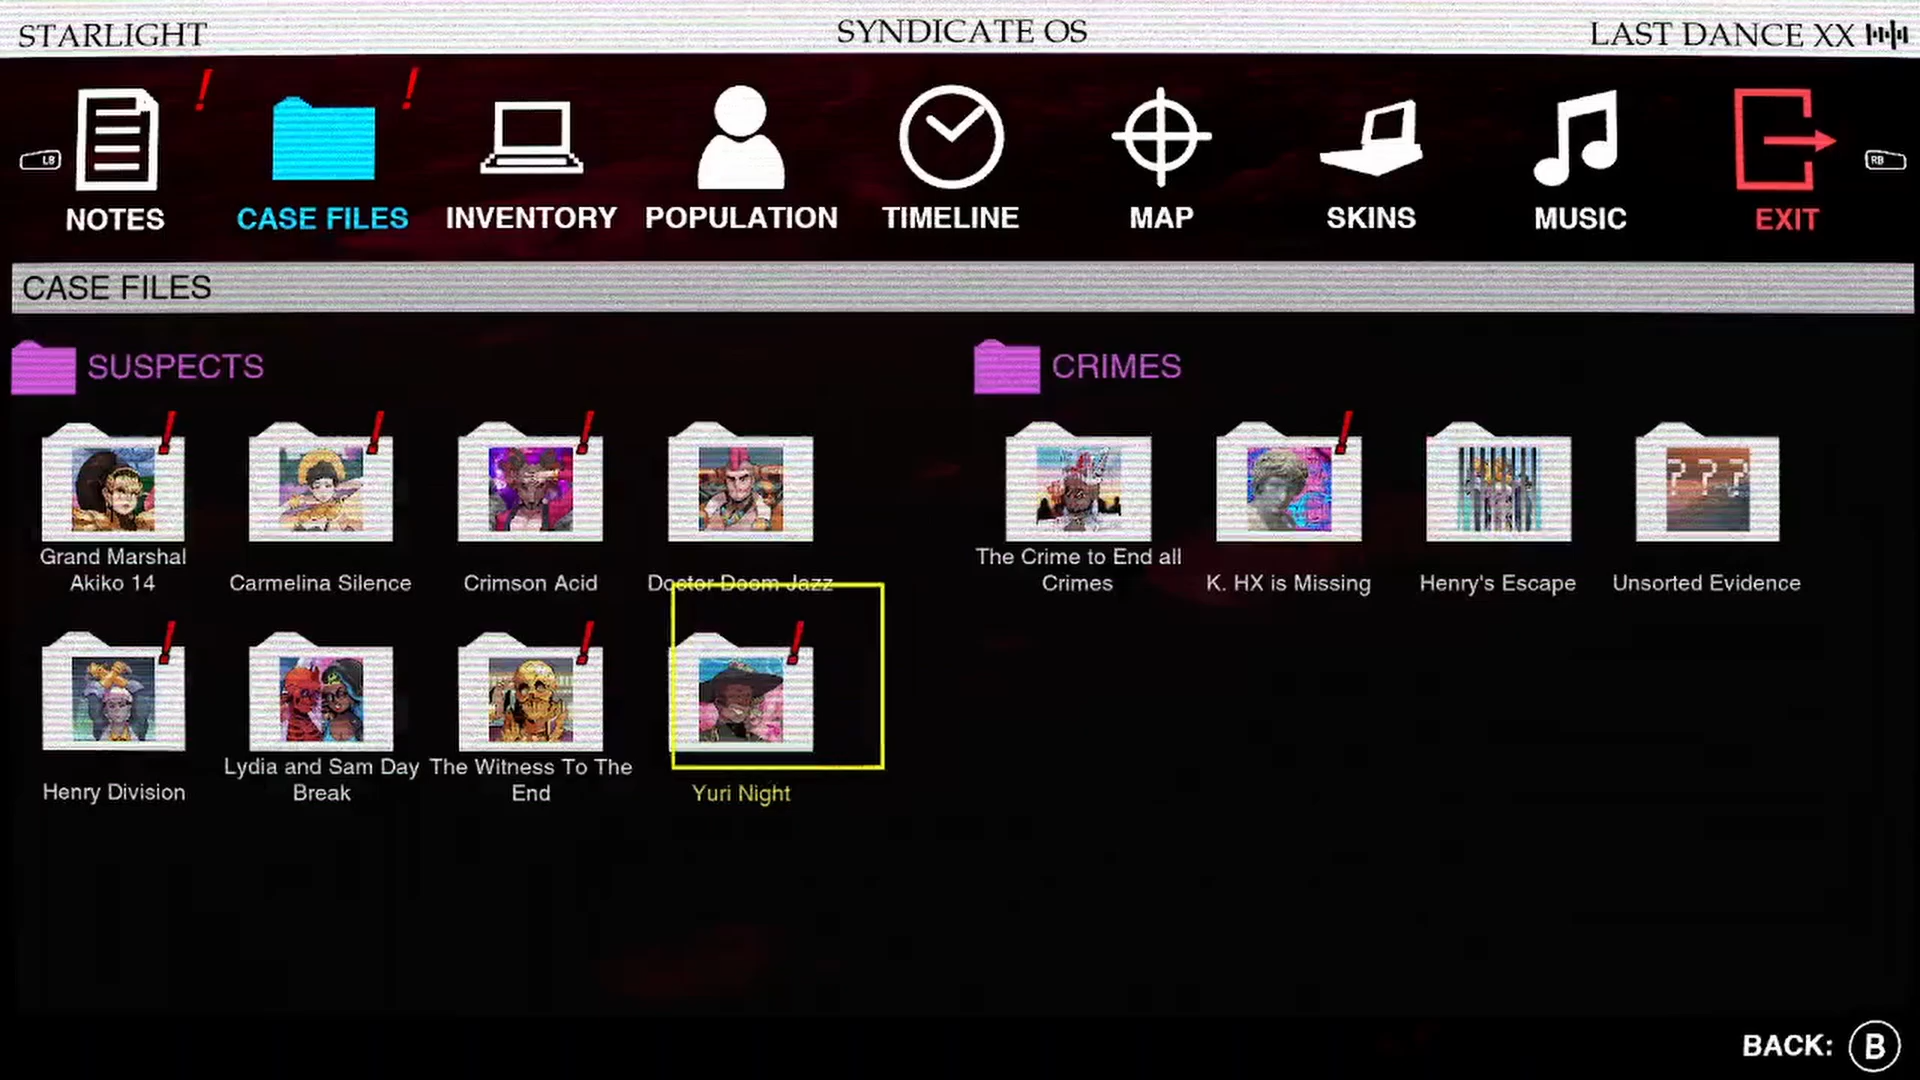 STARLIGHT
SYNDICATE OS
LAST DANCE XX
!
!
LB
RB
NOTES
CASE FILES
INVENTORY
POPULATION
TIMELINE
MAP
SKINS
MUSIC
EXIT
CASE FILES
SUSPECTS
!
!
!
Grand Marshal
Akiko 14
Carmelina Silence
Crimson Acid
Doctor Doom Jazz
!
!
!
Henry Division
Lydia and Sam Day
Break
The Witness To The
End
Yuri Night
CRIMES
!
? ? ?
The Crime to End all
Crimes
K. HX is Missing
Henry's Escape
Unsorted Evidence
BACK: B